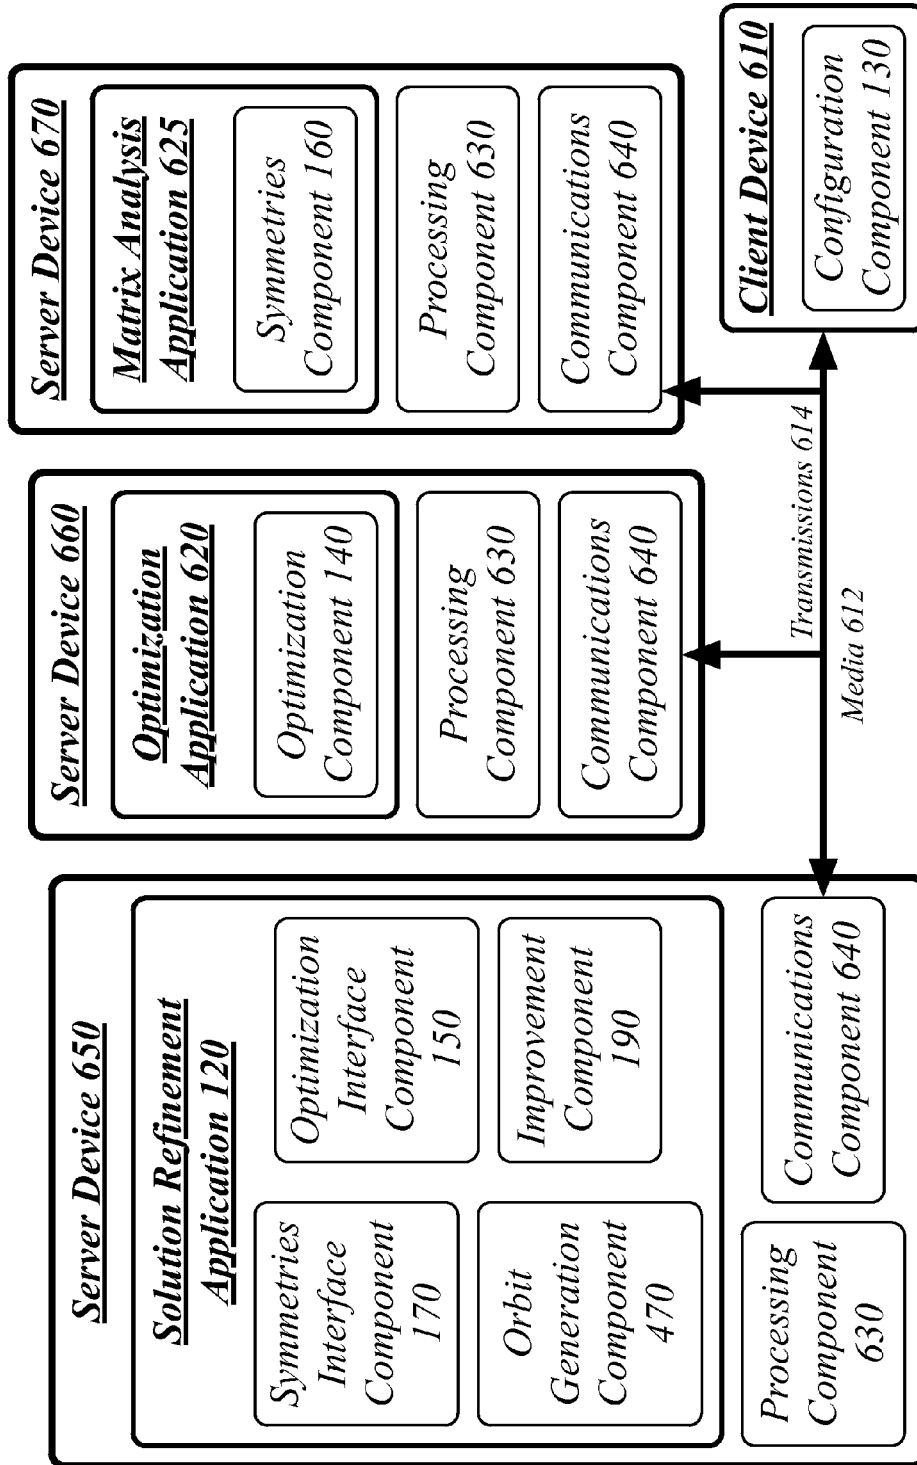 Server Device 650
Solution Refinement
Application 120
Symmetries
Interface
Component
170
Optimization
Interface
Component
150
Orbit
Generation
Component
470
Improvement
Component
190
Processing
Component
630
Communications
Component 640
Server Device 660
Optimization
Application 620
Optimization
Component 140
Processing
Component 630
Communications
Component 640
Server Device 670
Matrix Analysis
Application 625
Symmetries
Component 160
Processing
Component 630
Communications
Component 640
Transmissions 614
Media 612
Client Device 610
Configuration
Component 130